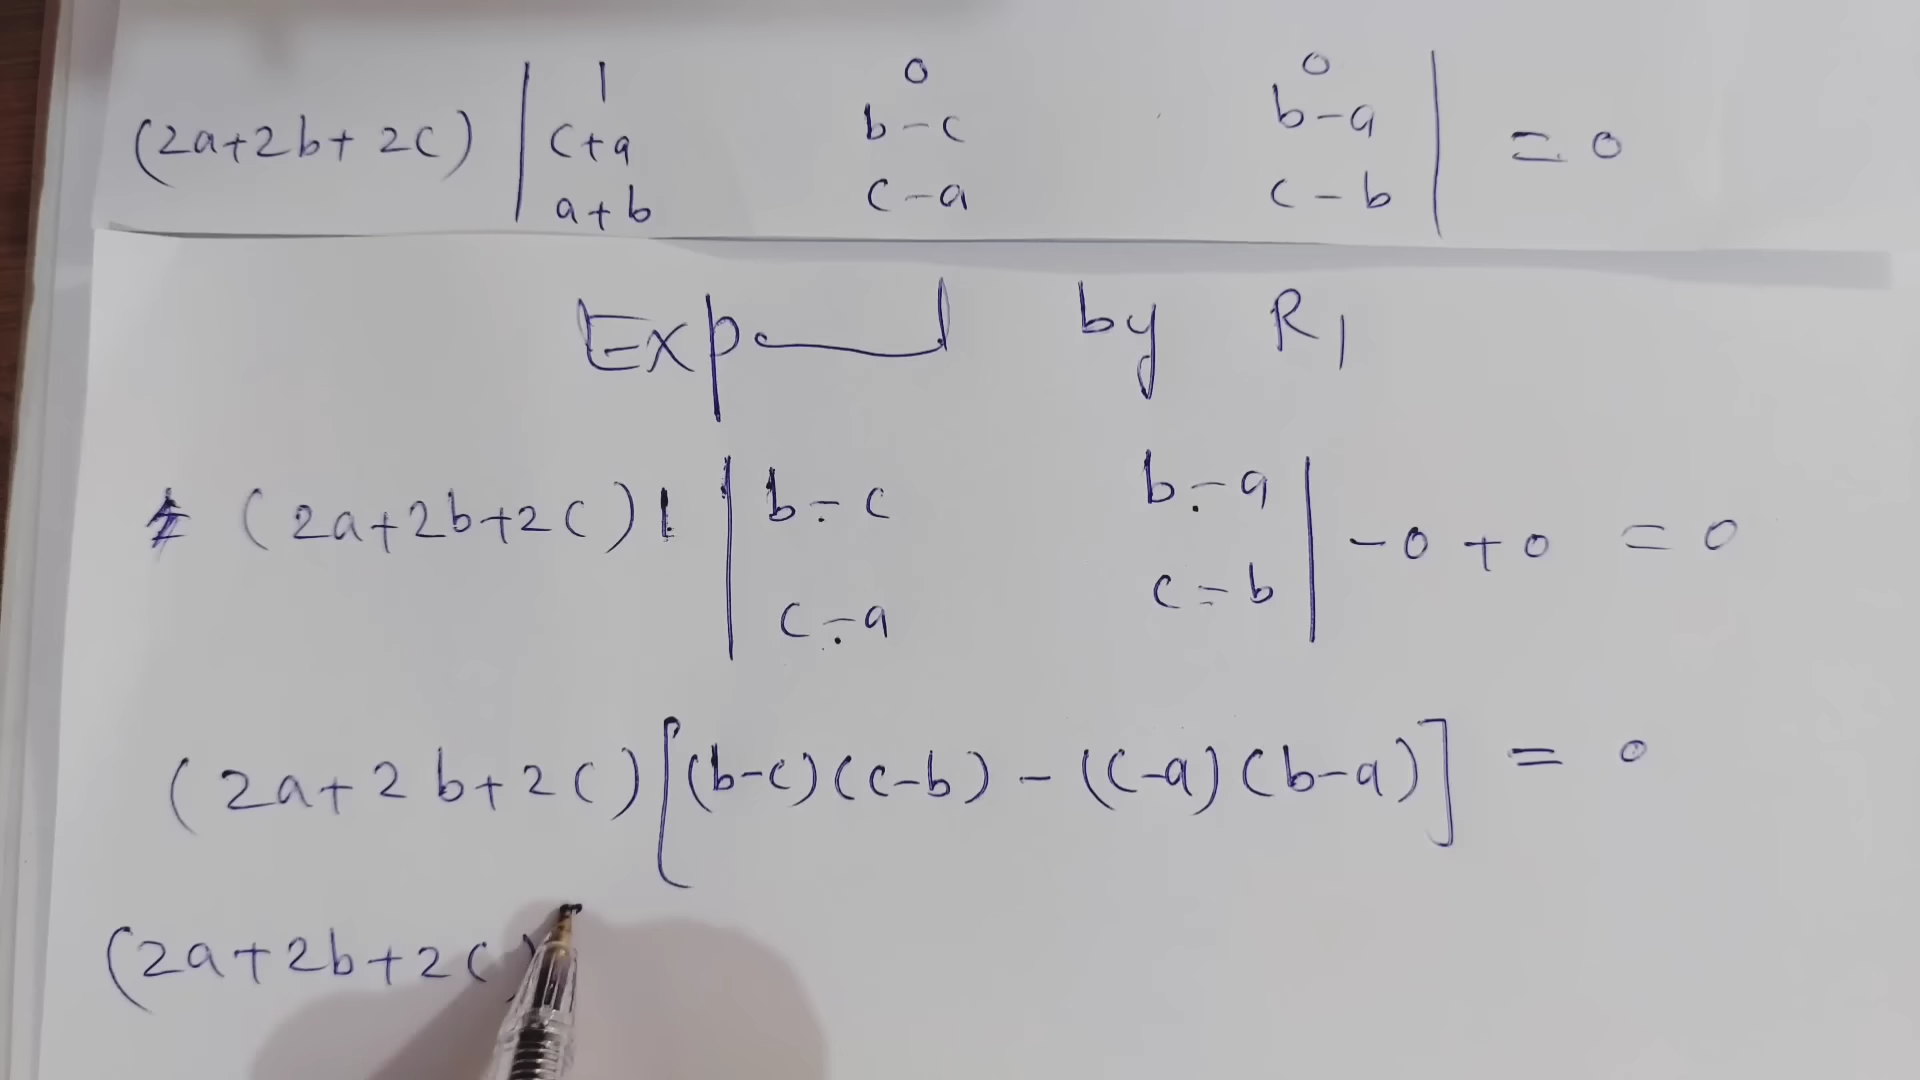 (2a+2b+2c) | 1 0 0 |
| c+a b-c b-a | = 0
| a+b c-a c-b |
Expand by R1
(2a+2b+2c) 1 | b-c b-a | -0+0 = 0
| c-a c-b |
(2a+2b+2c) [(b-c)(c-b) - (c-a)(b-a)] = 0
(2a+2b+2c)